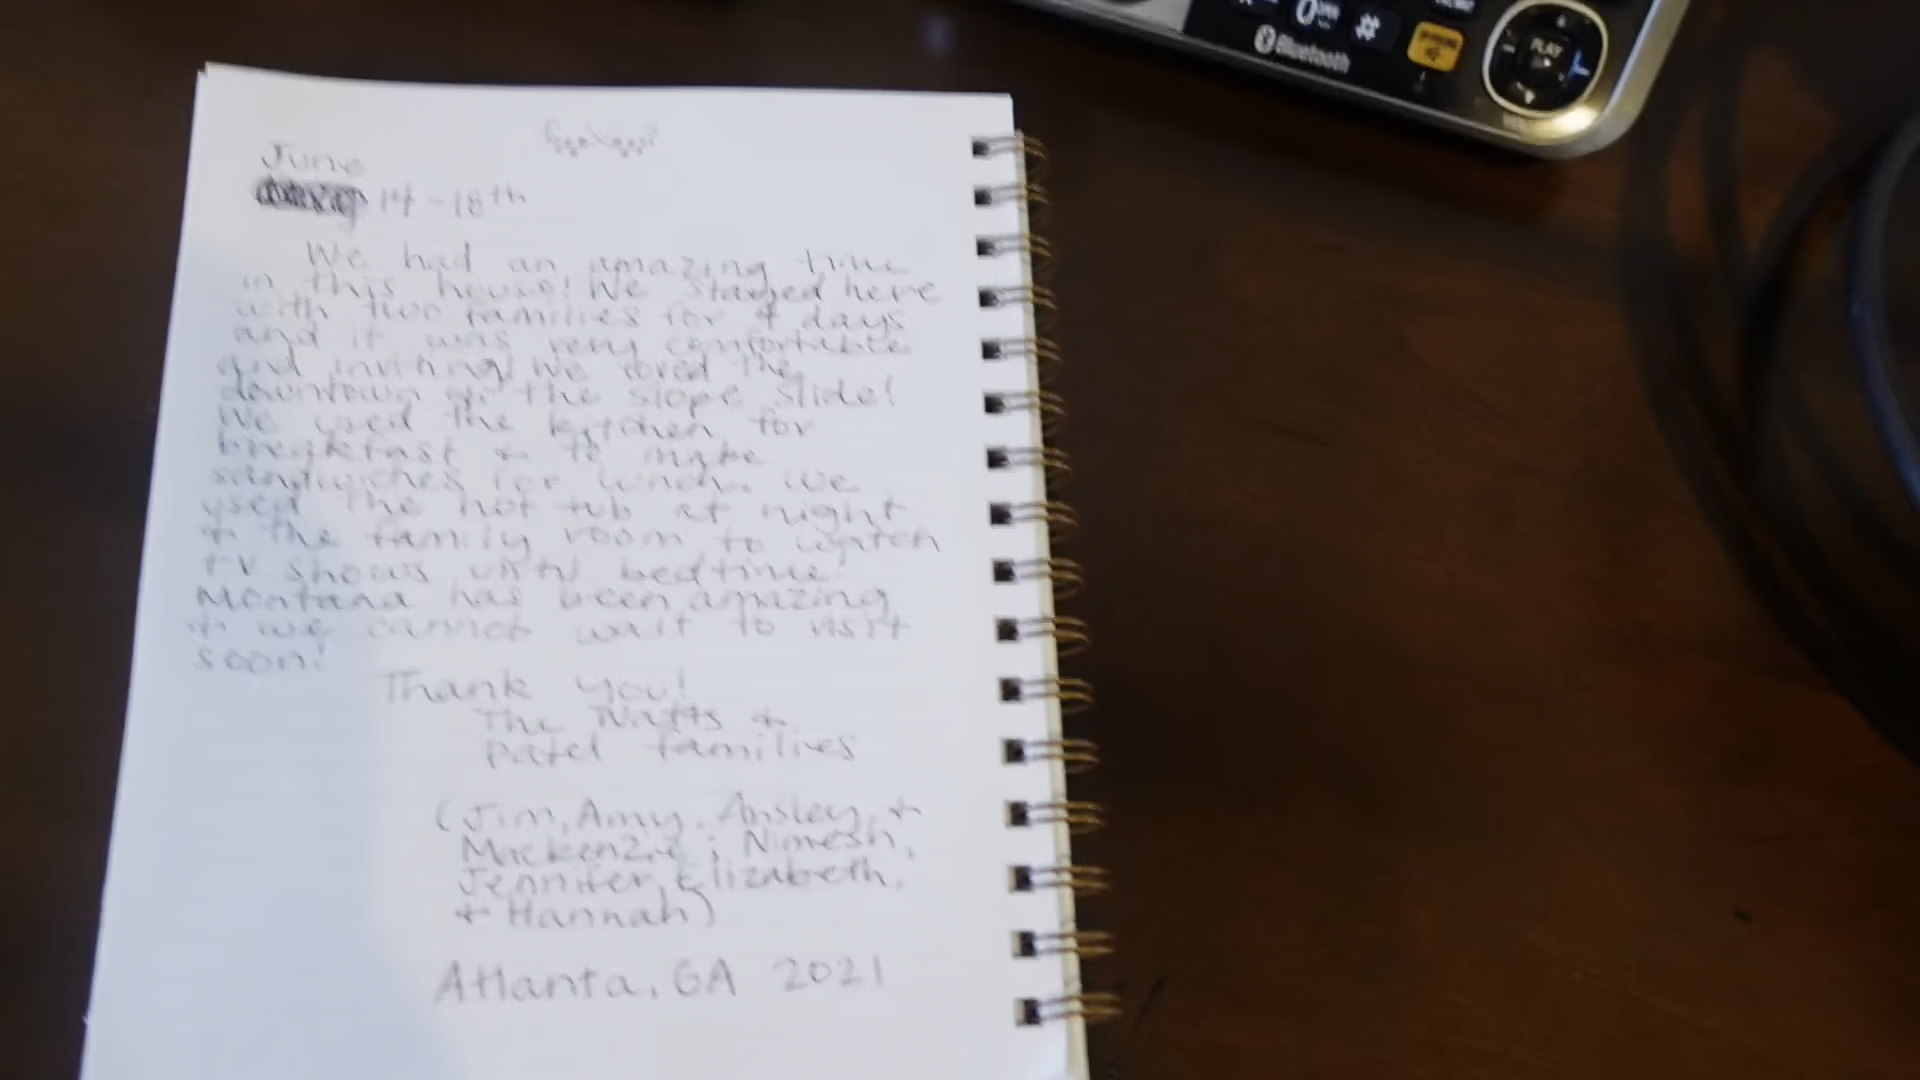 0
OPER
#
Bluetooth
PLAY
June
14 - 18th
We had an amazing time
in this house! We stayed here
with two families for 4 days
and it was very comfortable
and inviting! We loved the
downtown & the slope slide!
We used the kitchen for
breakfast & to make
sandwiches for lunch. We
used the hot tub at night
& the family room to watch
TV shows until bedtime.
Montana has been amazing
& we cannot wait to visit
soon!
Thank you!
The Watts &
Patel families
(Jim, Amy, Ansley, &
Mackenzie; Nimesh,
Jennifer, Elizabeth,
& Hannah)
Atlanta, GA 2021